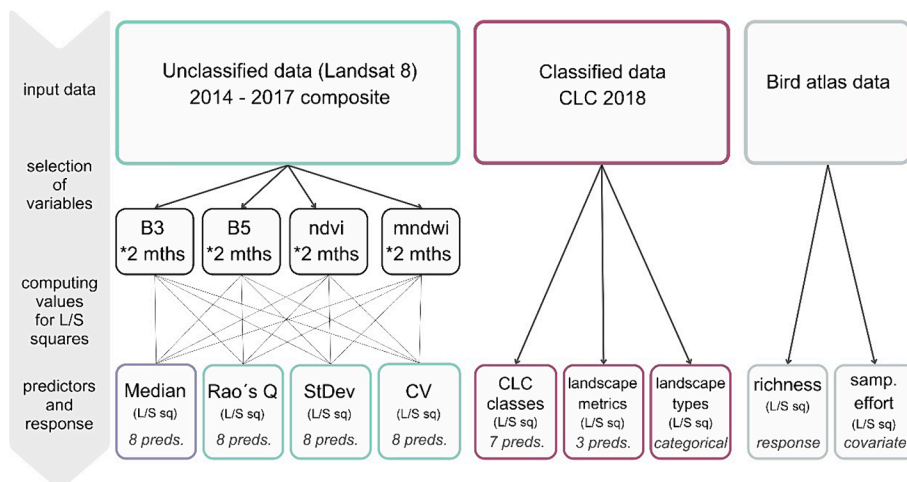 input data
Unclassified data (Landsat 8)
2014 - 2017 composite
Classified data
CLC 2018
Bird atlas data
selection
of
variables
B3
*2 mths
B5
*2 mths
ndvi
*2 mths
mndwi
*2 mths
computing
values
for L/S
squares
predictors
and
response
Median
(L/S sq)
8 preds.
Rao´s Q
(L/S sq)
8 preds.
StDev
(L/S sq)
8 preds.
CV
(L/S sq)
8 preds.
CLC
classes
(L/S sq)
7 preds.
landscape
metrics
(L/S sq)
3 preds.
landscape
types
(L/S sq)
categorical
richness
(L/S sq)
response
samp.
effort
(L/S sq)
covariate